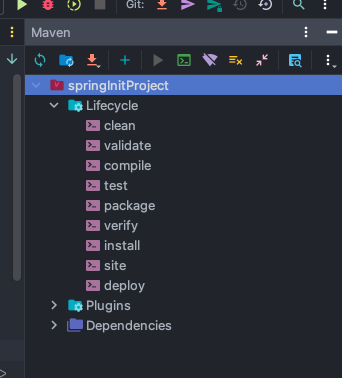 Git:
Maven
springInitProject
Lifecycle
clean
validate
compile
test
package
verify
install
site
deploy
Plugins
Dependencies